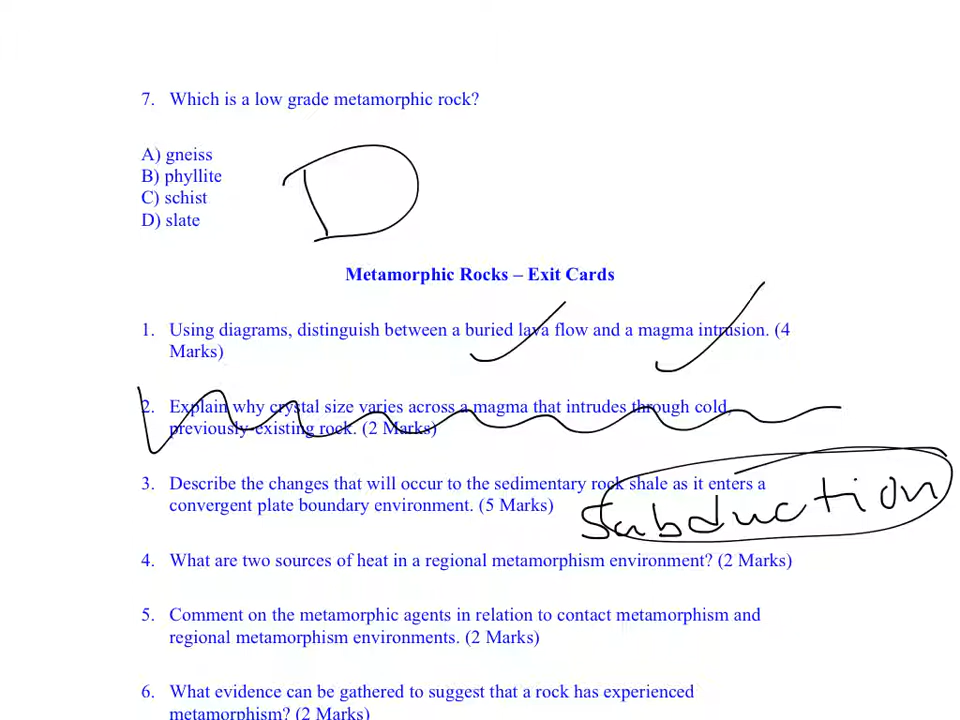 7. Which is a low grade metamorphic rock?
A) gneiss
B) phyllite
C) schist
D) slate
D
Metamorphic Rocks – Exit Cards
1. Using diagrams, distinguish between a buried lava flow and a magma intrusion. (4
Marks)
2. Explain why crystal size varies across a magma that intrudes through cold,
previously-existing rock. (2 Marks)
3. Describe the changes that will occur to the sedimentary rock shale as it enters a
convergent plate boundary environment. (5 Marks)
Subduction
4. What are two sources of heat in a regional metamorphism environment? (2 Marks)
5. Comment on the metamorphic agents in relation to contact metamorphism and
regional metamorphism environments. (2 Marks)
6. What evidence can be gathered to suggest that a rock has experienced
metamorphism? (2 Marks)